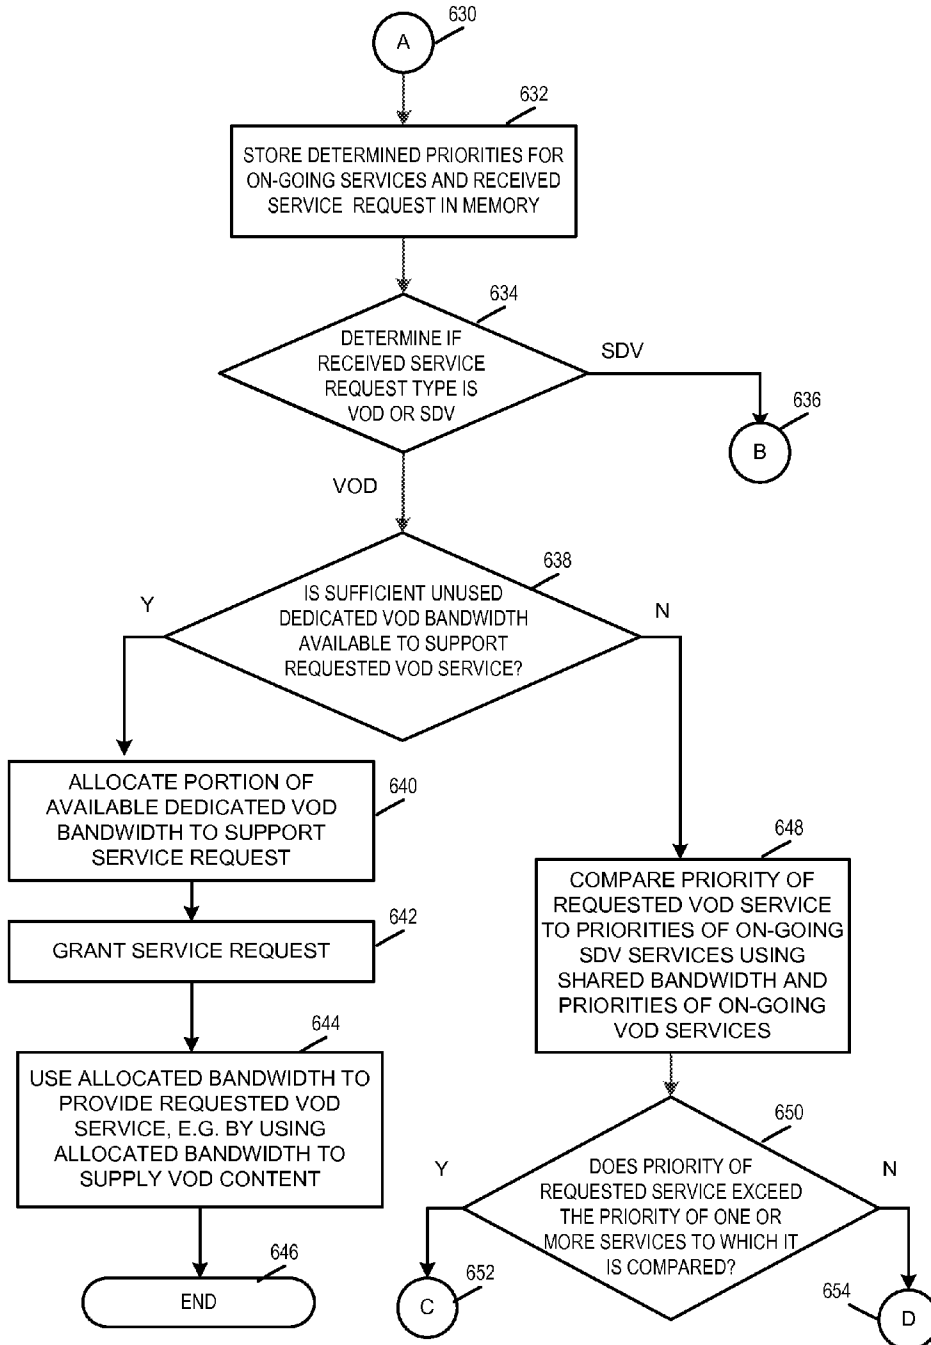 A
630
632
STORE DETERMINED PRIORITIES FOR
ON-GOING SERVICES AND RECEIVED
SERVICE REQUEST IN MEMORY
634
DETERMINE IF
RECEIVED SERVICE
REQUEST TYPE IS
VOD OR SDV
SDV
636
B
VOD
638
IS SUFFICIENT UNUSED
DEDICATED VOD BANDWIDTH
AVAILABLE TO SUPPORT
REQUESTED VOD SERVICE?
Y
N
ALLOCATE PORTION OF
AVAILABLE DEDICATED VOD
BANDWIDTH TO SUPPORT
SERVICE REQUEST
640
GRANT SERVICE REQUEST
642
644
USE ALLOCATED BANDWIDTH TO
PROVIDE REQUESTED VOD
SERVICE, E.G. BY USING
ALLOCATED BANDWIDTH TO
SUPPLY VOD CONTENT
646
END
648
COMPARE PRIORITY OF
REQUESTED VOD SERVICE
TO PRIORITIES OF ON-GOING
SDV SERVICES USING
SHARED BANDWIDTH AND
PRIORITIES OF ON-GOING
VOD SERVICES
650
DOES PRIORITY OF
REQUESTED SERVICE EXCEED
THE PRIORITY OF ONE OR
MORE SERVICES TO WHICH IT
IS COMPARED?
Y
N
C
652
654
D